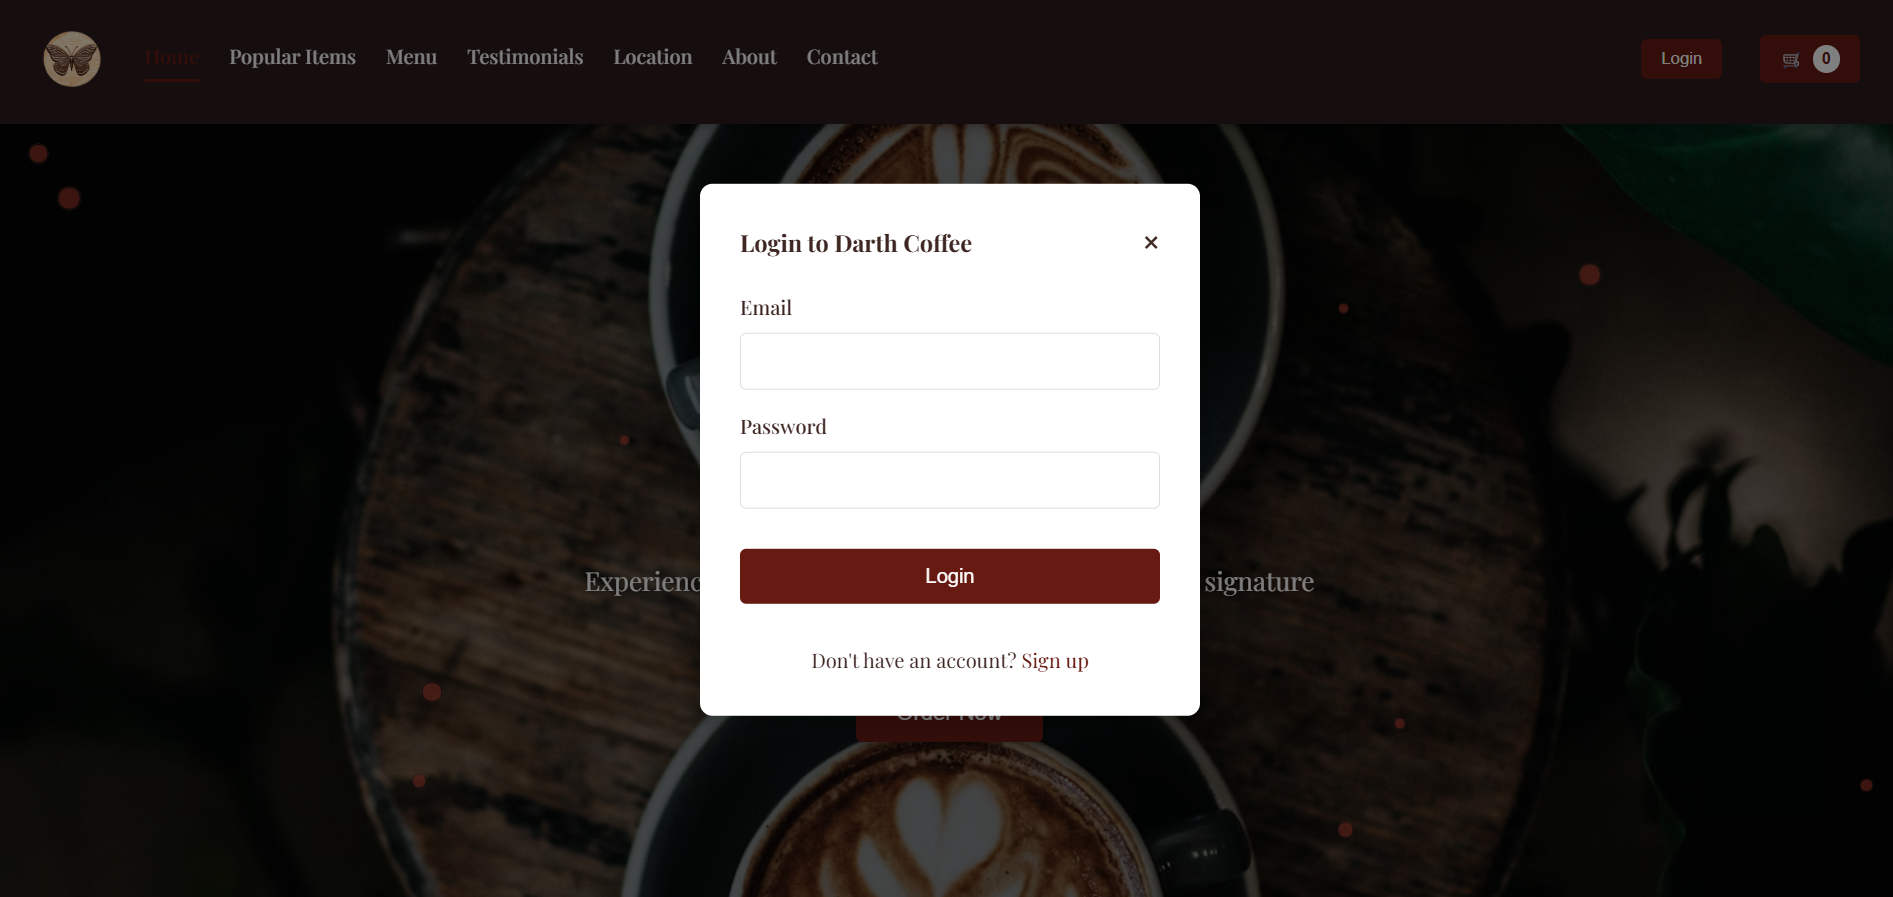 Home Popular Items Menu Testimonials Location About Contact Login 0
Login to Darth Coffee ×
Email
Password
Login
signature
Don't have an account? Sign up
Order Now